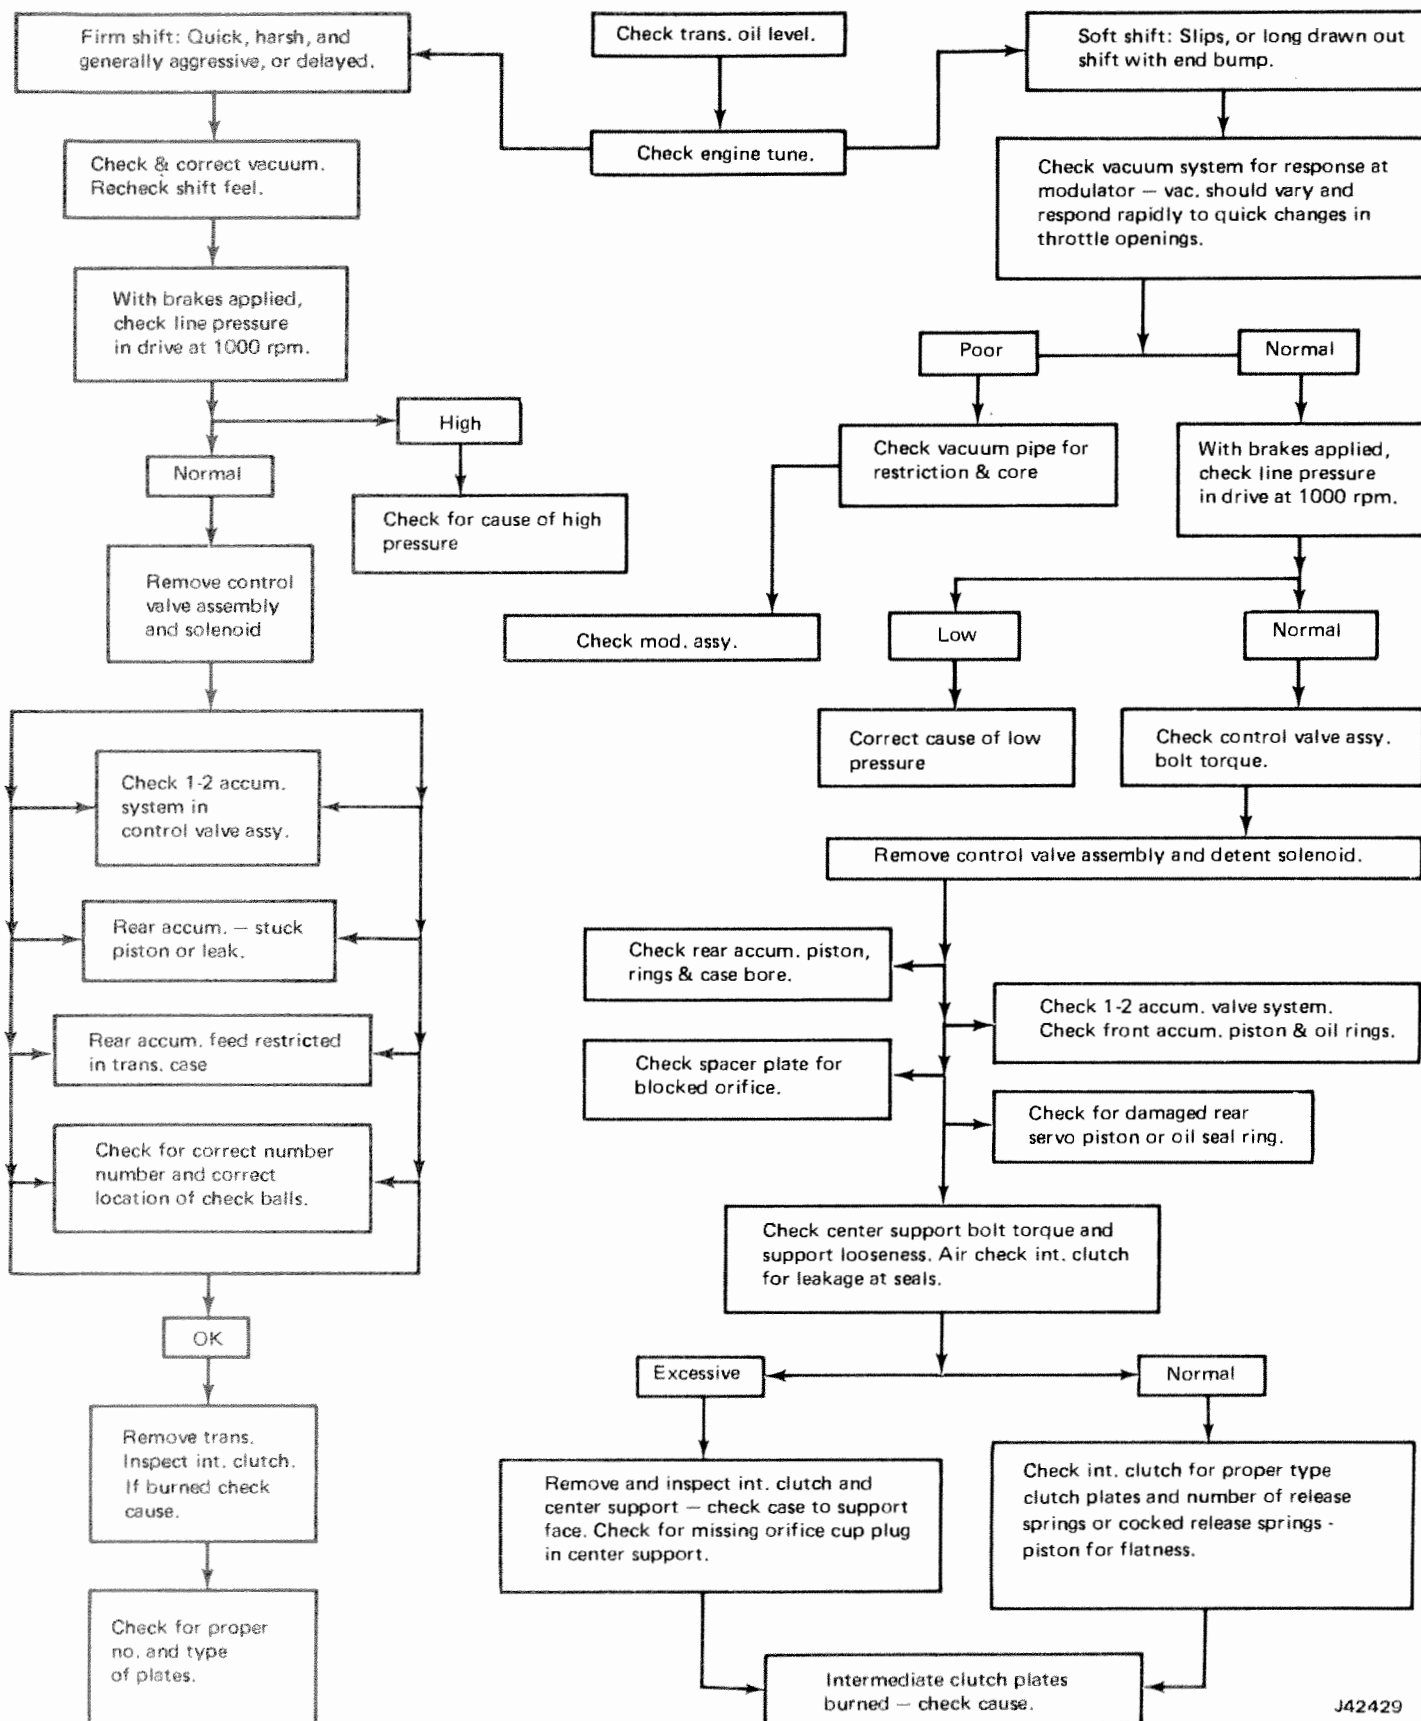 Check trans. oil level.
Check engine tune.
Firm shift: Quick, harsh, and
generally aggressive, or delayed.
Check & correct vacuum.
Recheck shift feel.
With brakes applied,
check line pressure
in drive at 1000 rpm.
High
Check for cause of high
pressure
Normal
Remove control
valve assembly
and solenoid
Check 1-2 accum.
system in
control valve assy.
Rear accum. — stuck
piston or leak.
Rear accum. feed restricted
in trans. case
Check for correct number
number and correct
location of check balls.
OK
Remove trans.
Inspect int. clutch.
If burned check
cause.
Check for proper
no. and type
of plates.
Soft shift: Slips, or long drawn out
shift with end bump.
Check vacuum system for response at
modulator — vac. should vary and
respond rapidly to quick changes in
throttle openings.
Poor
Check vacuum pipe for
restriction & core
Check mod. assy.
Normal
With brakes applied,
check line pressure
in drive at 1000 rpm.
Low
Correct cause of low
pressure
Normal
Check control valve assy.
bolt torque.
Remove control valve assembly and detent solenoid.
Check rear accum. piston,
rings & case bore.
Check 1-2 accum. valve system.
Check front accum. piston & oil rings.
Check spacer plate for
blocked orifice.
Check for damaged rear
servo piston or oil seal ring.
Check center support bolt torque and
support looseness. Air check int. clutch
for leakage at seals.
Excessive
Remove and inspect int. clutch and
center support — check case to support
face. Check for missing orifice cup plug
in center support.
Normal
Check int. clutch for proper type
clutch plates and number of release
springs or cocked release springs -
piston for flatness.
Intermediate clutch plates
burned — check cause.
J42429